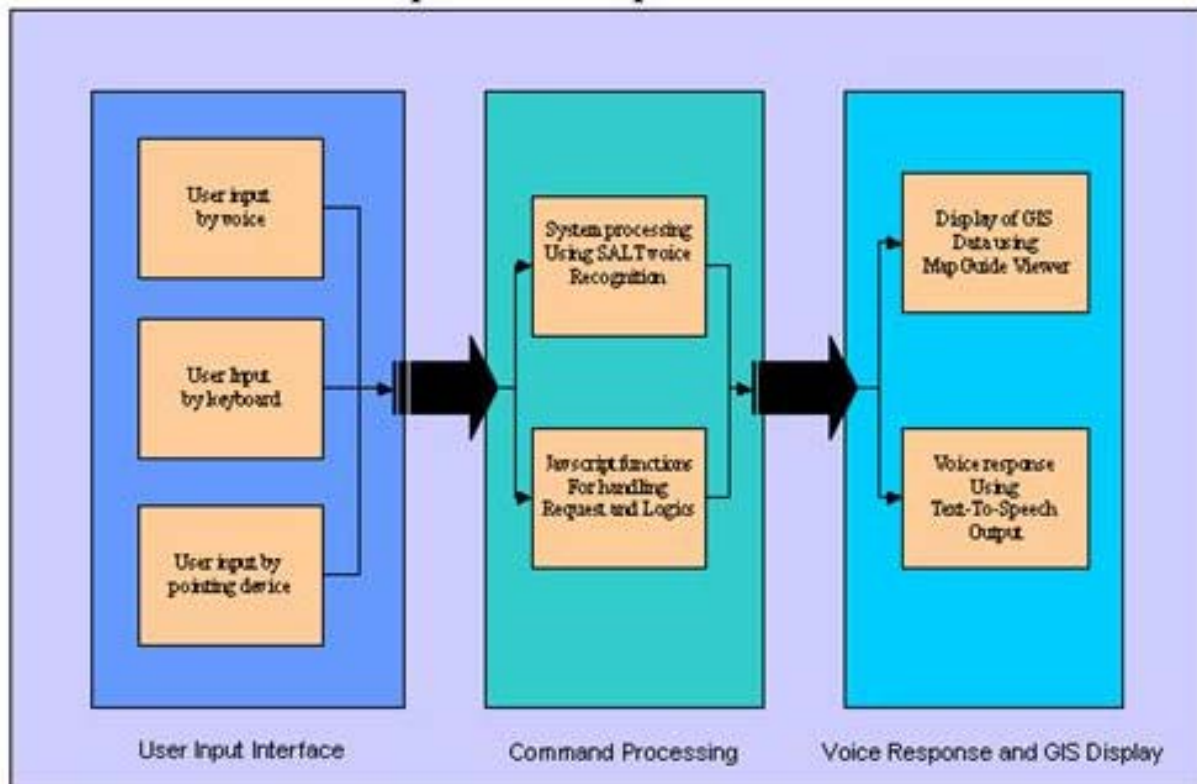 User input
by voice
User Input
by keyboard
User input by
pointing device
System processing
Using SALT voice
Recognition
Javscript functions
For handling
Request and Logics
Display of GIS
Data using
Map Guide Viewer
Voice response
Using
Text-To-Speech
Output
User Input Interface
Command Processing
Voice Response and GIS Display